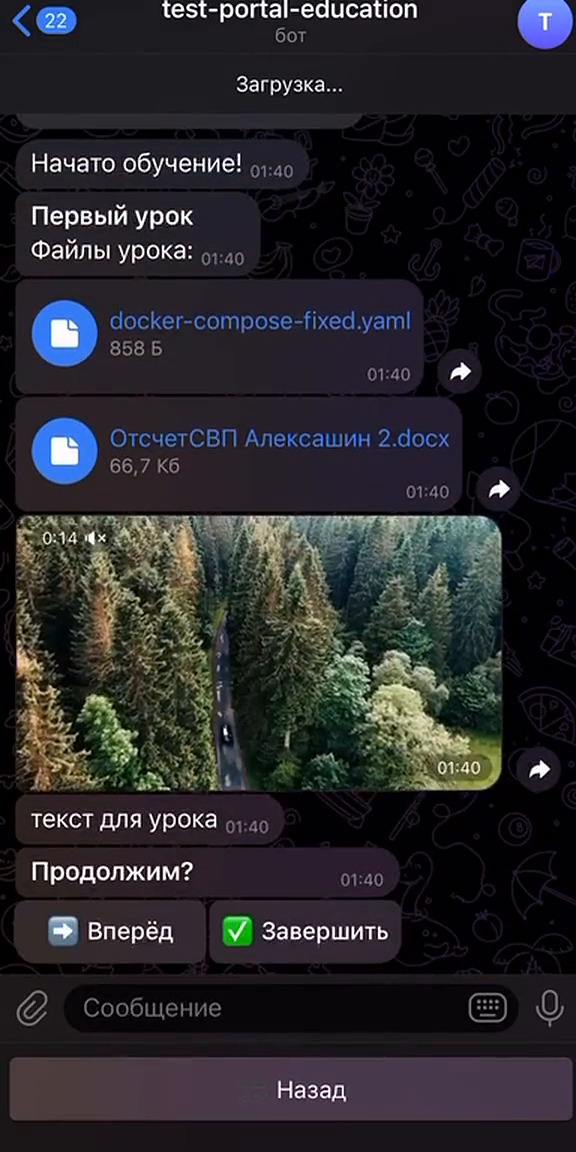 22
test-portal-education
бот
T
Загрузка...
Начато обучение! 01:40
Первый урок
Файлы урока: 01:40
docker-compose-fixed.yaml
858 Б
01:40
ОтсчетСВП Алексашин 2.docx
66,7 Кб
01:40
0:14
01:40
текст для урока 01:40
Продолжим? 01:40
Вперёд
Завершить
Сообщение
Назад